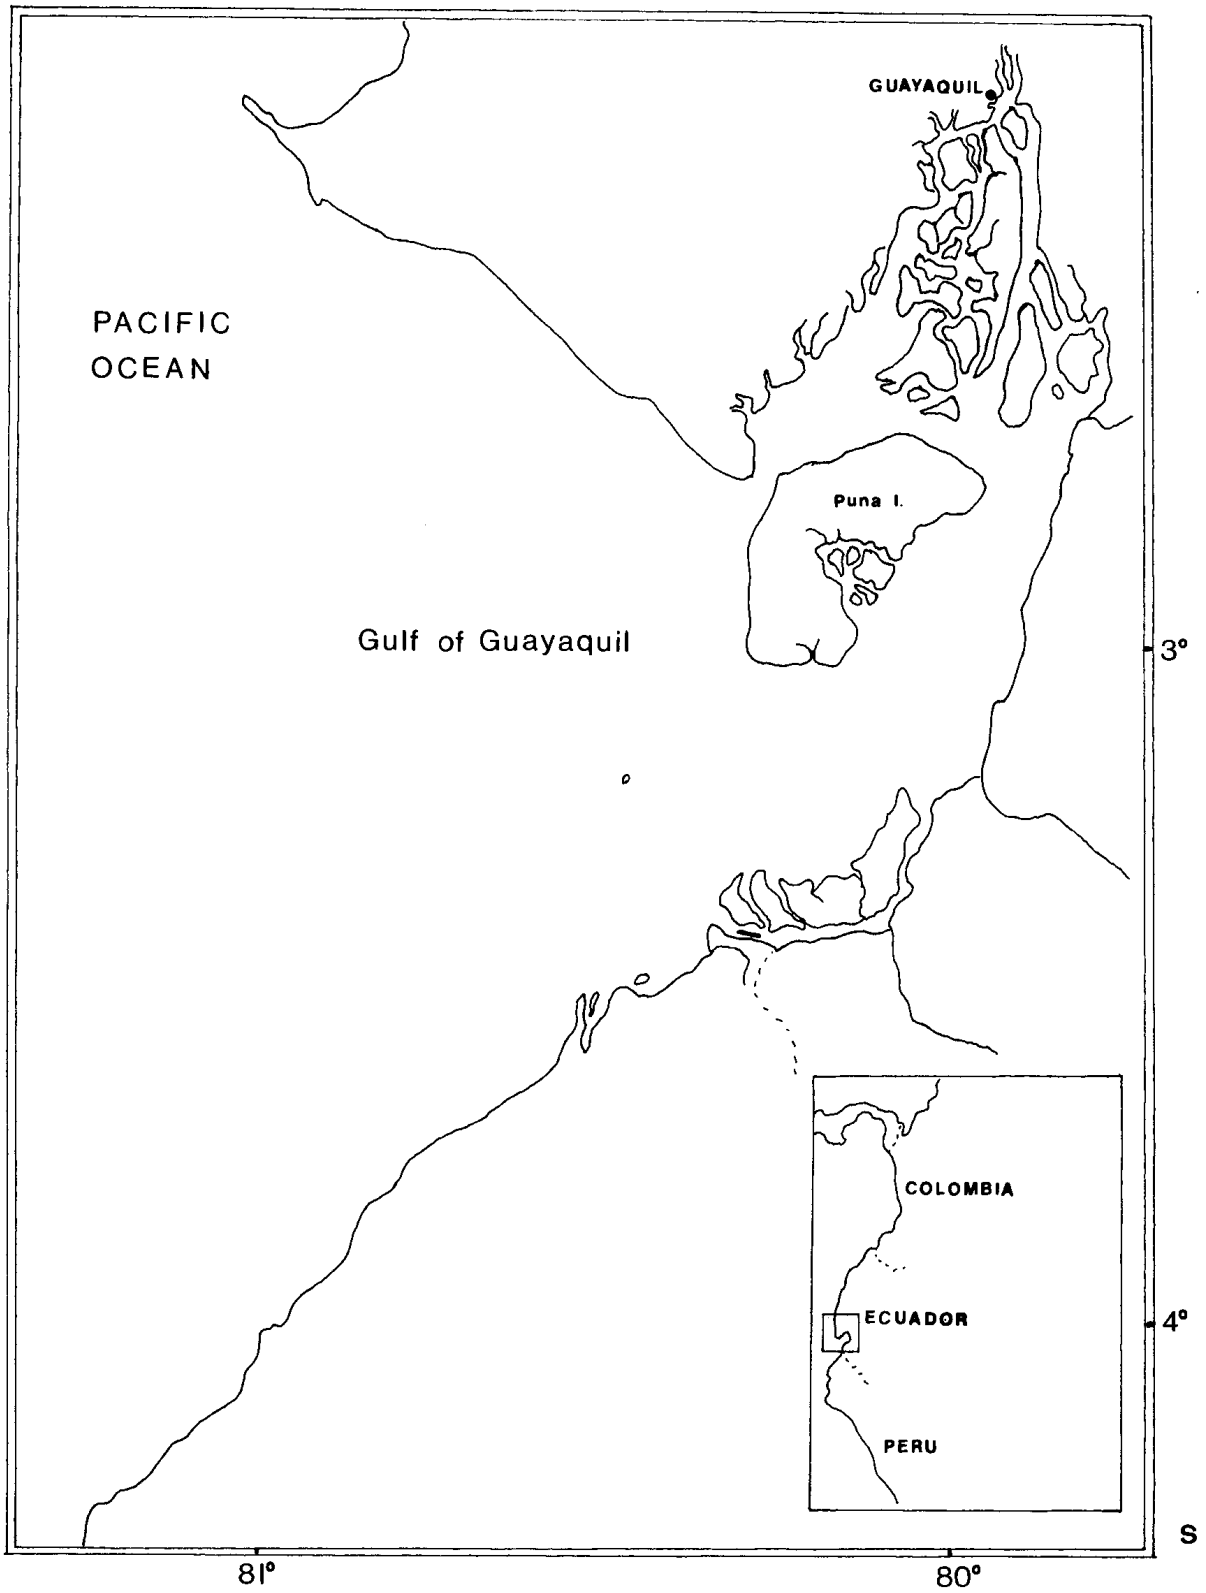 GUAYAQUIL
PACIFIC
OCEAN
Puna I.
Gulf of Guayaquil
3°
COLOMBIA
ECUADOR
4°
PERU
S
81°
80°